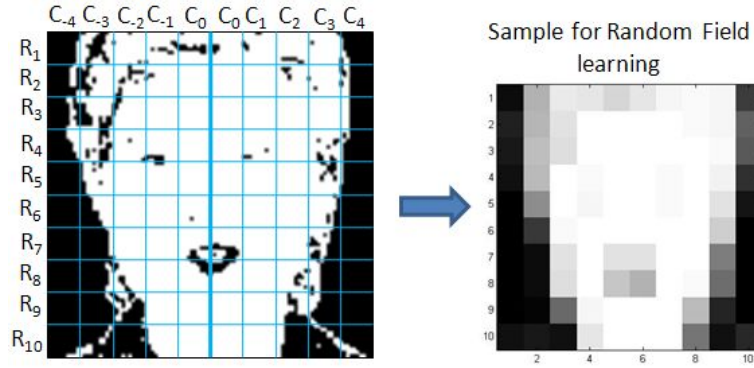 C-4 C-3 C-2 C-1 C0 C0 C1 C2 C3 C4
R1
R2
R3
R4
R5
R6
R7
R8
R9
R10
Sample for Random Field
learning
1
2
3
4
5
6
7
8
9
10
2 4 6 8 10